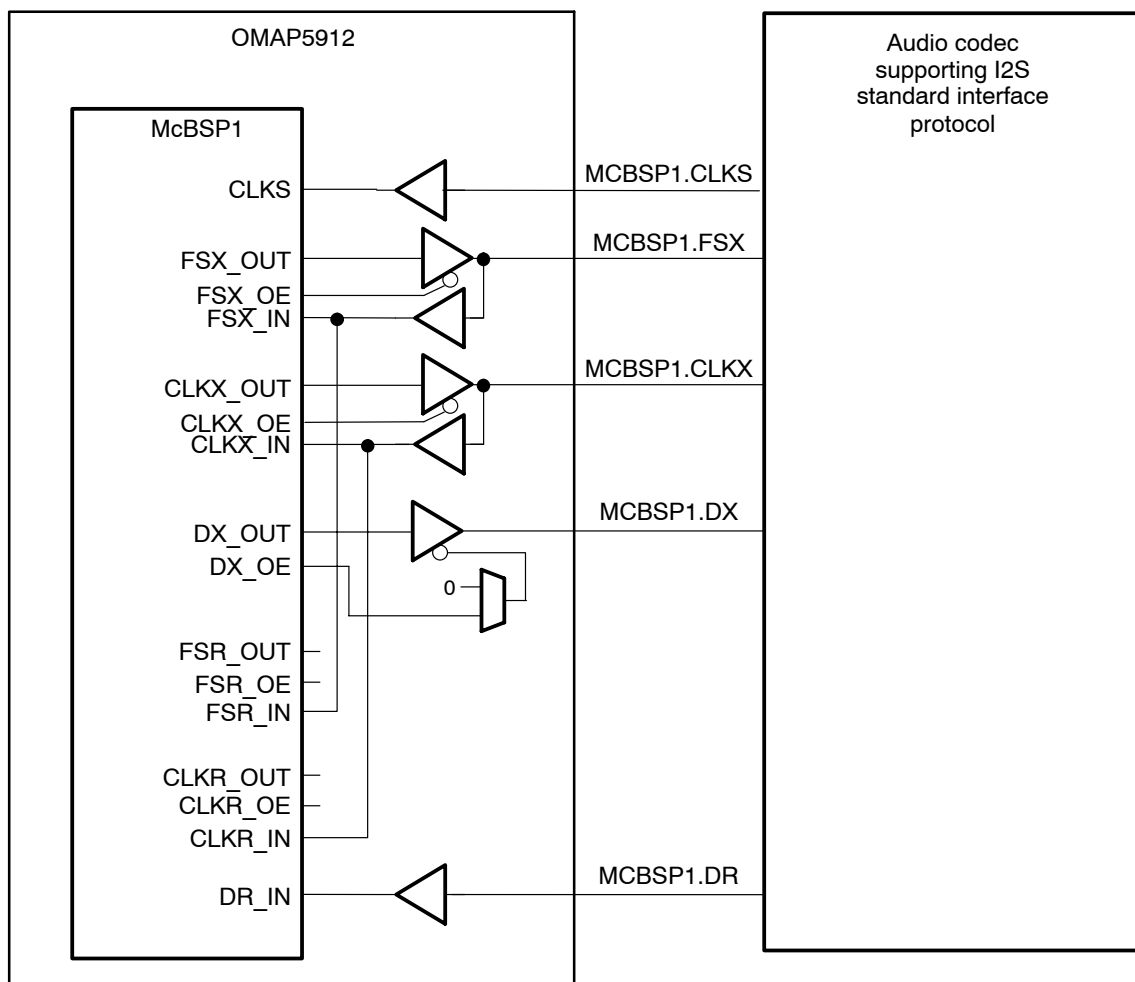 OMAP5912
Audio codec
supporting I2S
standard interface
protocol
McBSP1
CLKS
MCBSP1.CLKS
FSX_OUT
MCBSP1.FSX
FSX_OE
FSX_IN
CLKX_OUT
MCBSP1.CLKX
CLKX_OE
CLKX_IN
DX_OUT
MCBSP1.DX
DX_OE
0
FSR_OUT
FSR_OE
FSR_IN
CLKR_OUT
CLKR_OE
CLKR_IN
DR_IN
MCBSP1.DR